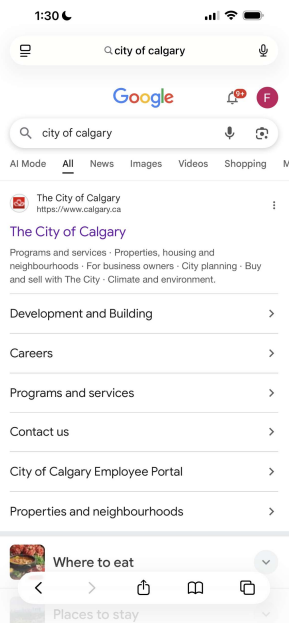 1:30
city of calgary
Google
9+
F
city of calgary
AI Mode All News Images Videos Shopping M
The City of Calgary
https://www.calgary.ca
The City of Calgary
Programs and services · Properties, housing and
neighbourhoods · For business owners · City planning · Buy
and sell with The City · Climate and environment.
Development and Building
Careers
Programs and services
Contact us
City of Calgary Employee Portal
Properties and neighbourhoods
Where to eat
Places to stay